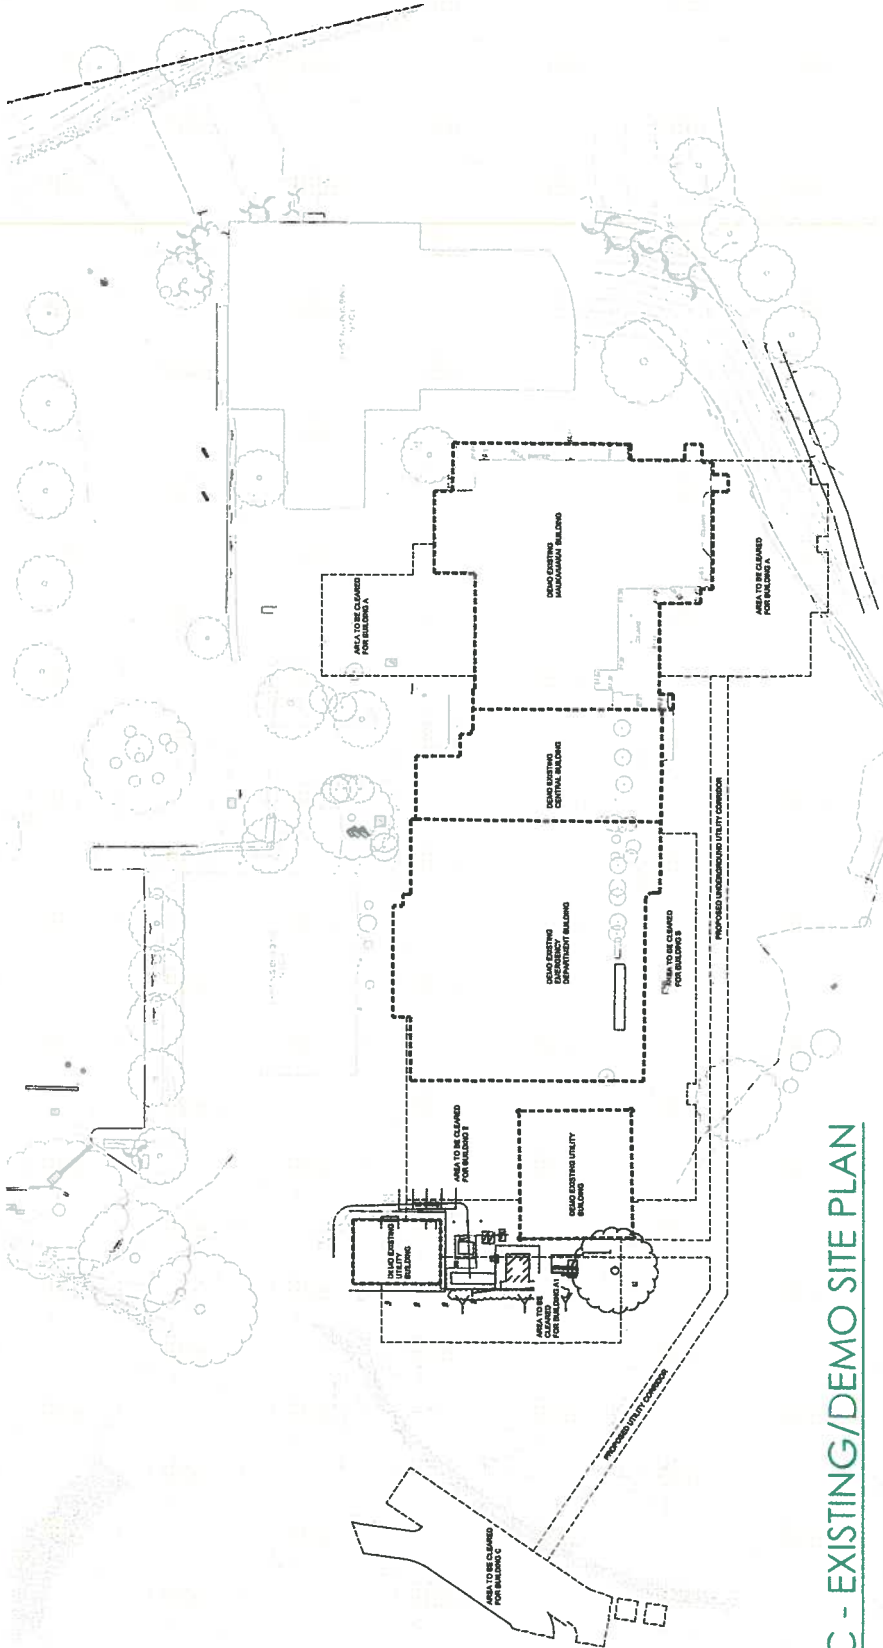 AREA TO BE CLEARED
FOR BUILDING A
DEMO EXISTING
MAUKA/MAKAI BUILDING
AREA TO BE CLEARED
FOR BUILDING A
DEMO EXISTING
CENTRAL BUILDING
PROPOSED UNDERGROUND UTILITY CORRIDOR
DEMO EXISTING
EMERGENCY
DEPARTMENT BUILDING
AREA TO BE CLEARED
FOR BUILDING B
AREA TO BE CLEARED
FOR BUILDING B
DEMO EXISTING UTILITY
BUILDING
DEMO EXISTING
UTILITY
BUILDING
AREA TO BE
CLEARED
FOR BUILDING A1
PROPOSED UTILITY CORRIDOR
AREA TO BE CLEARED
FOR BUILDING C
C - EXISTING/DEMO SITE PLAN